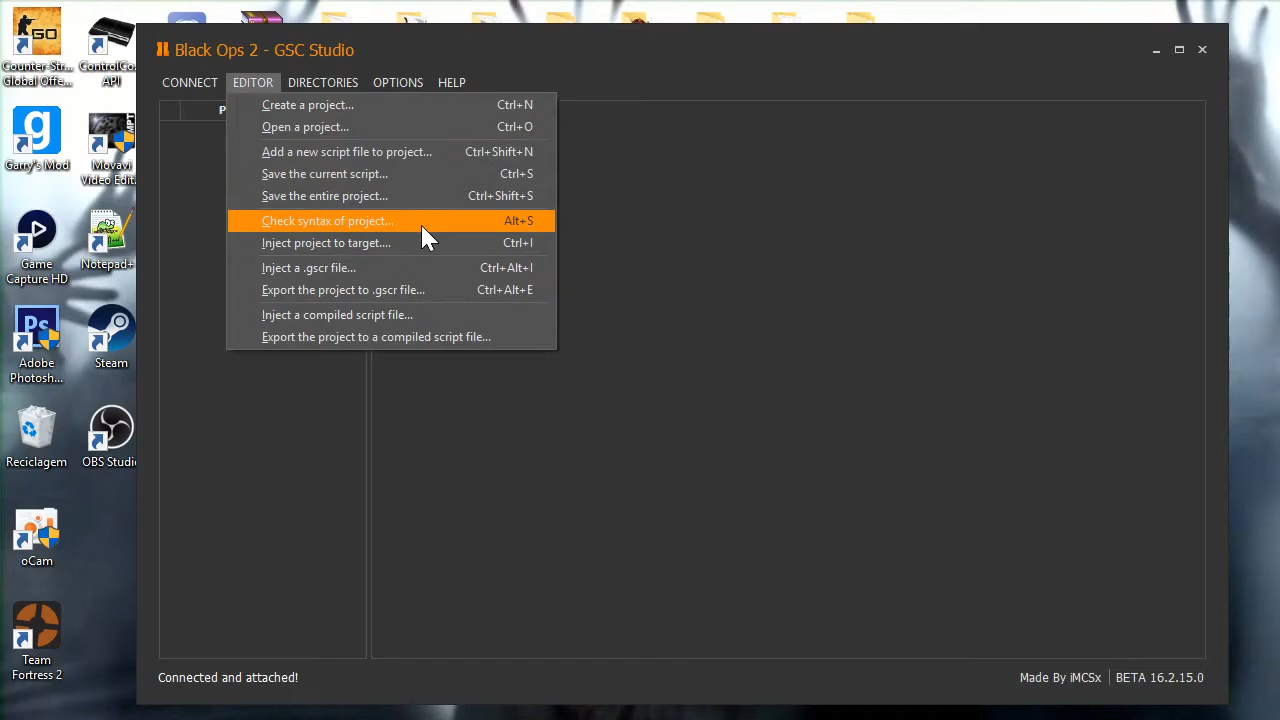 Black Ops 2 - GSC Studio
CONNECT EDITOR DIRECTORIES OPTIONS HELP
P
Create a project... Ctrl+N
Open a project... Ctrl+O
Add a new script file to project... Ctrl+Shift+N
Save the current script... Ctrl+S
Save the entire project... Ctrl+Shift+S
Check syntax of project... Alt+S
Inject project to target.... Ctrl+I
Inject a .gscr file... Ctrl+Alt+I
Export the project to .gscr file... Ctrl+Alt+E
Inject a compiled script file...
Export the project to a compiled script file...
Connected and attached!
Made By iMCSx
BETA 16.2.15.0
GO
Counter-Str...
Global Offe...
ControlCo...
API
g
Garry's Mod
MPT
Movavi
Video Edit...
Game
Capture HD
Notepad+
Ps
Adobe
Photosh...
Steam
Reciclagem
OBS Studi
oCam
Team
Fortress 2